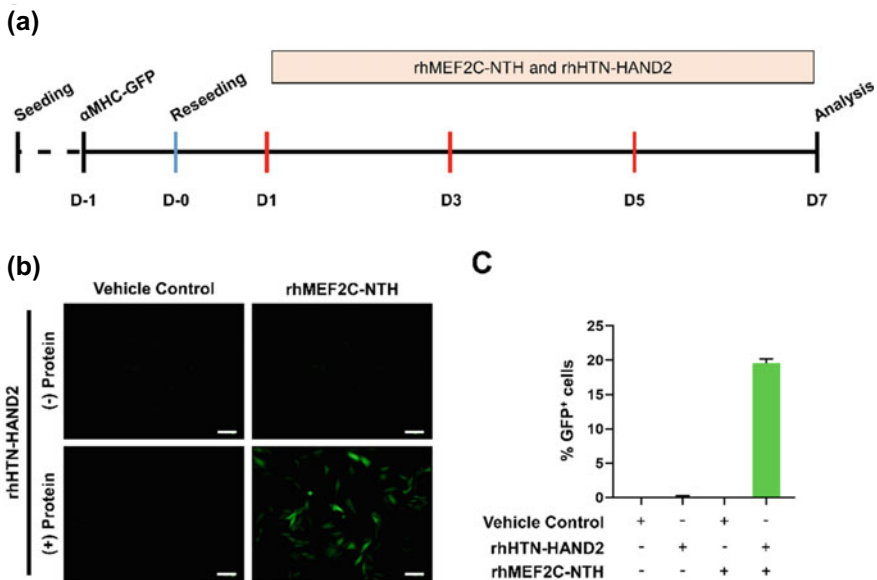 (a)
rhMEF2C-NTH and rhHTN-HAND2
Seeding
αMHC-GFP
Reseeding
Analysis
D-1
D-0
D1
D3
D5
D7
(b)
Vehicle Control
rhMEF2C-NTH
rhHTN-HAND2
(-) Protein
(+) Protein
C
% GFP⁺ cells
25
20
15
10
5
0
Vehicle Control + - + -
rhHTN-HAND2 - + - +
rhMEF2C-NTH - - + +